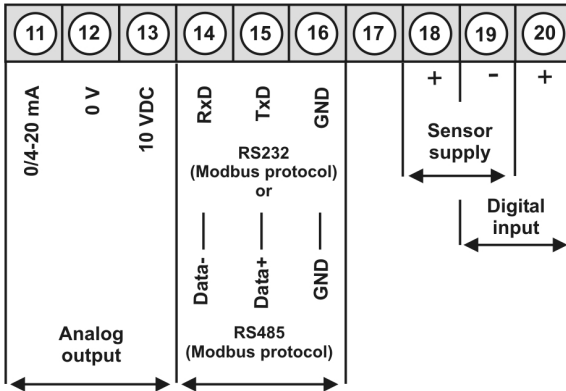 11 12 13 14 15 16 17 18 19 20
+ - +
0/4-20 mA
0 V
10 VDC
RxD
TxD
GND
RS232
(Modbus protocol)
or
Data-
Data+
GND
RS485
(Modbus protocol)
Analog
output
Sensor
supply
Digital
input